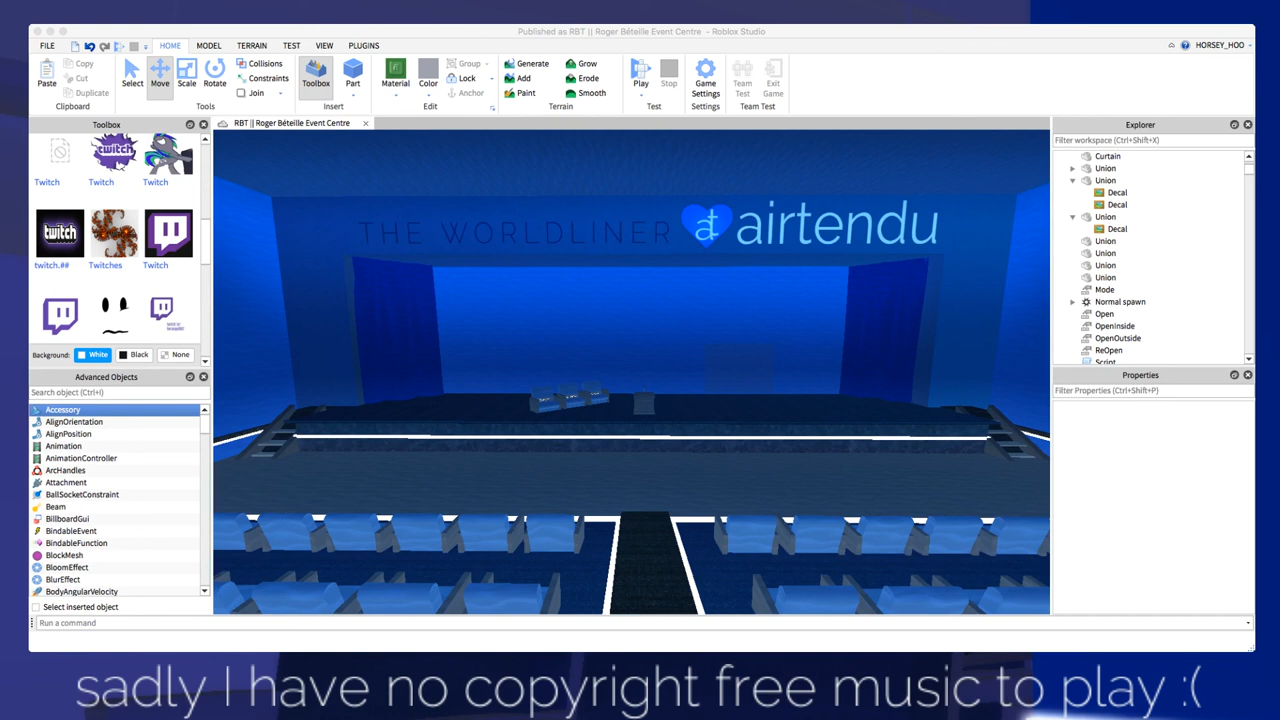 Published as RBT || Roger Béteille Event Centre - Roblox Studio
FILE HOME MODEL TERRAIN TEST VIEW PLUGINS HORSEY_HOO
Paste Copy Cut Duplicate Clipboard
Select Move Scale Rotate Collisions Constraints Join Tools
Toolbox Part Insert
Material Color Group Lock Anchor Edit
Generate Add Paint Grow Erode Smooth Terrain
Play Stop Test
Game Settings Settings
Team Test Exit Game Team Test
Toolbox
RBT || Roger Béteille Event Centre
twitch
Twitch Twitch Twitch
twitch
twitch.## Twitches Twitch
Background: White Black None
Advanced Objects
Search object (Ctrl+I)
Accessory
AlignOrientation
AlignPosition
Animation
AnimationController
ArcHandles
Attachment
BallSocketConstraint
Beam
BillboardGui
BindableEvent
BindableFunction
BlockMesh
BloomEffect
BlurEffect
BodyAngularVelocity
Select inserted object
Run a command
THE WORLDLINER at airtendu
Explorer
Filter workspace (Ctrl+Shift+X)
Curtain
Union
Union
Decal
Decal
Union
Decal
Union
Union
Union
Union
Mode
Normal spawn
Open
OpenInside
OpenOutside
ReOpen
Script
Properties
Filter Properties (Ctrl+Shift+P)
sadly I have no copyright free music to play :(